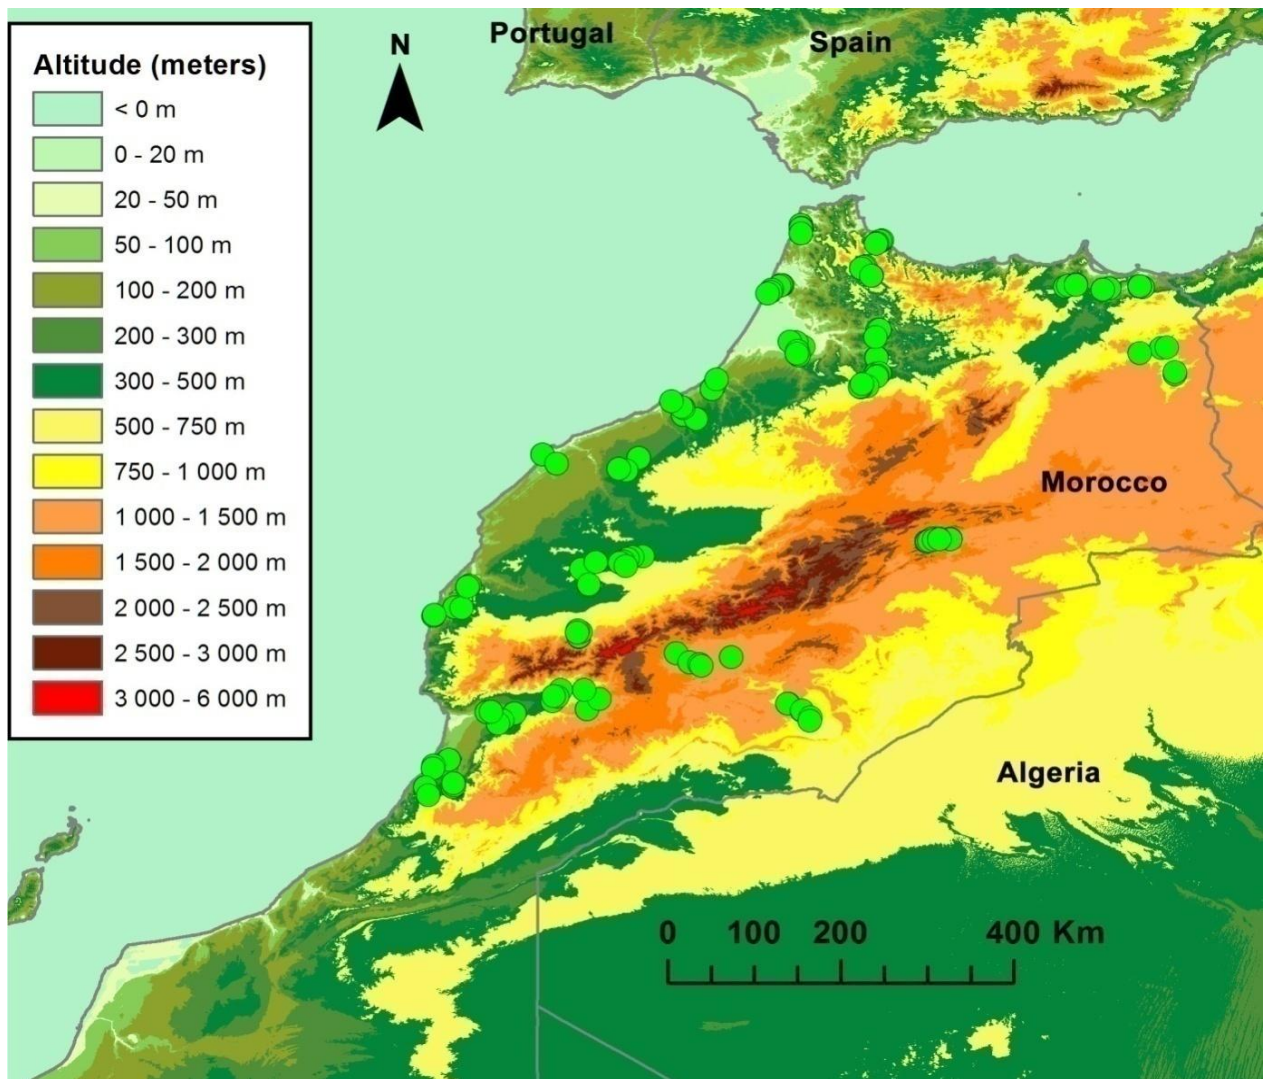 Portugal
Spain
N
Altitude (meters)
< 0 m
0 - 20 m
20 - 50 m
50 - 100 m
100 - 200 m
200 - 300 m
300 - 500 m
500 - 750 m
750 - 1 000 m
1 000 - 1 500 m
1 500 - 2 000 m
2 000 - 2 500 m
2 500 - 3 000 m
3 000 - 6 000 m
Morocco
Algeria
0 100 200 400 Km